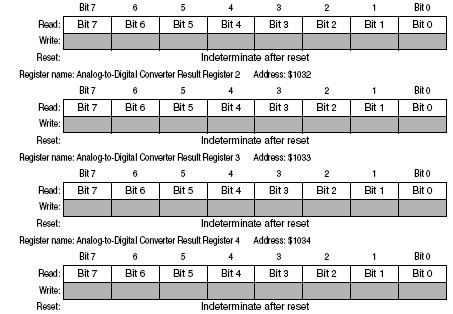 Bit 7 6 5 4 3 2 1 Bit 0
Read: Bit 7 Bit 6 Bit 5 Bit 4 Bit 3 Bit 2 Bit 1 Bit 0
Write:
Reset: Indeterminate after reset
Register name: Analog-to-Digital Converter Result Register 2 Address: $1032
Bit 7 6 5 4 3 2 1 Bit 0
Read: Bit 7 Bit 6 Bit 5 Bit 4 Bit 3 Bit 2 Bit 1 Bit 0
Write:
Reset: Indeterminate after reset
Register name: Analog-to-Digital Converter Result Register 3 Address: $1033
Bit 7 6 5 4 3 2 1 Bit 0
Read: Bit 7 Bit 6 Bit 5 Bit 4 Bit 3 Bit 2 Bit 1 Bit 0
Write:
Reset: Indeterminate after reset
Register name: Analog-to-Digital Converter Result Register 4 Address: $1034
Bit 7 6 5 4 3 2 1 Bit 0
Read: Bit 7 Bit 6 Bit 5 Bit 4 Bit 3 Bit 2 Bit 1 Bit 0
Write:
Reset: Indeterminate after reset